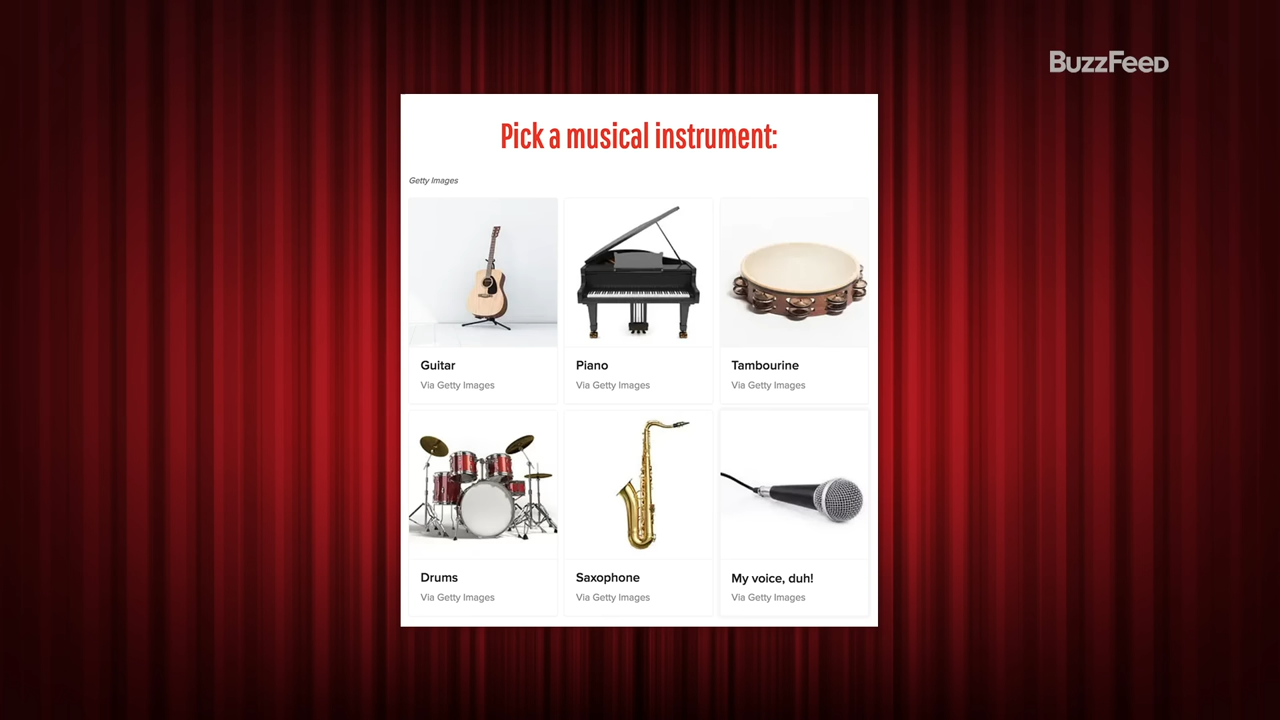 BuzzFeed
Pick a musical instrument:
Getty Images
Guitar
Via Getty Images
Piano
Via Getty Images
Tambourine
Via Getty Images
Drums
Via Getty Images
Saxophone
Via Getty Images
My voice, duh!
Via Getty Images